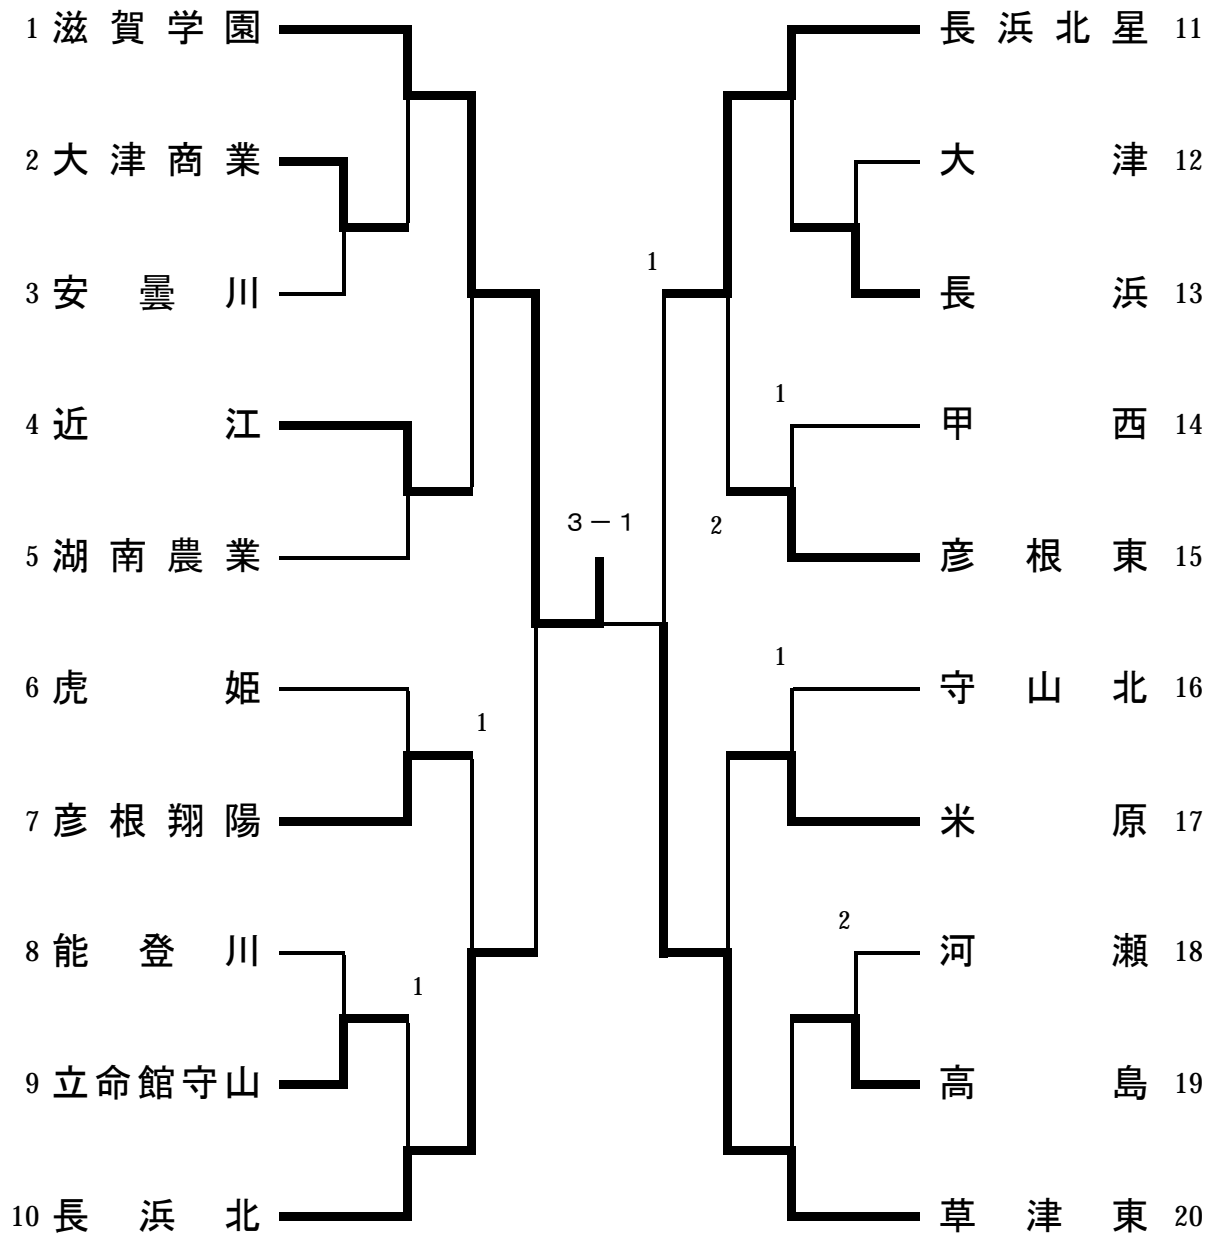 1 滋賀学園
2 大津商業
3 安曇川
4 近江
5 湖南農業
6 虎姫
7 彦根翔陽
8 能登川
9 立命館守山
10 長浜北
1
1
3－1
1
1
2
1
2
長浜北星 11
大津 12
長浜 13
甲西 14
彦根東 15
守山北 16
米原 17
河瀬 18
高島 19
草津東 20